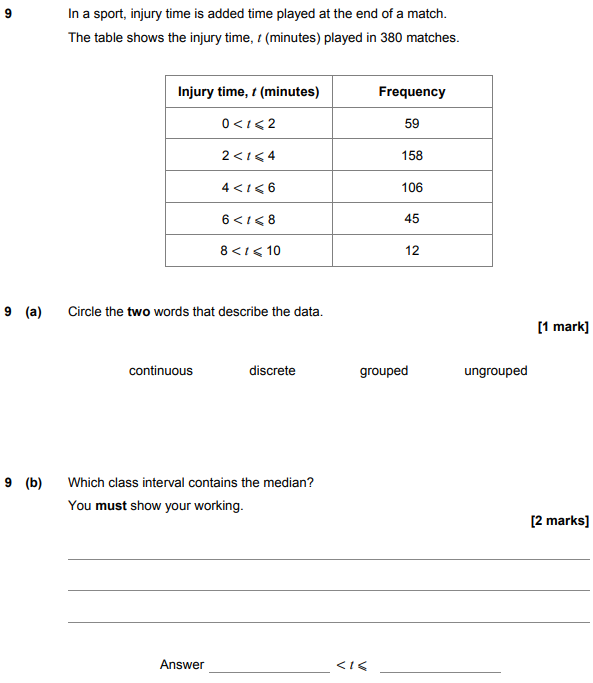 9 In a sport, injury time is added time played at the end of a match.
The table shows the injury time, t (minutes) played in 380 matches.
Injury time, t (minutes) Frequency
0 < t ⩽ 2 59
2 < t ⩽ 4 158
4 < t ⩽ 6 106
6 < t ⩽ 8 45
8 < t ⩽ 10 12
9 (a) Circle the two words that describe the data.
[1 mark]
continuous discrete grouped ungrouped
9 (b) Which class interval contains the median?
You must show your working.
[2 marks]
Answer ____________ < t ⩽ ____________